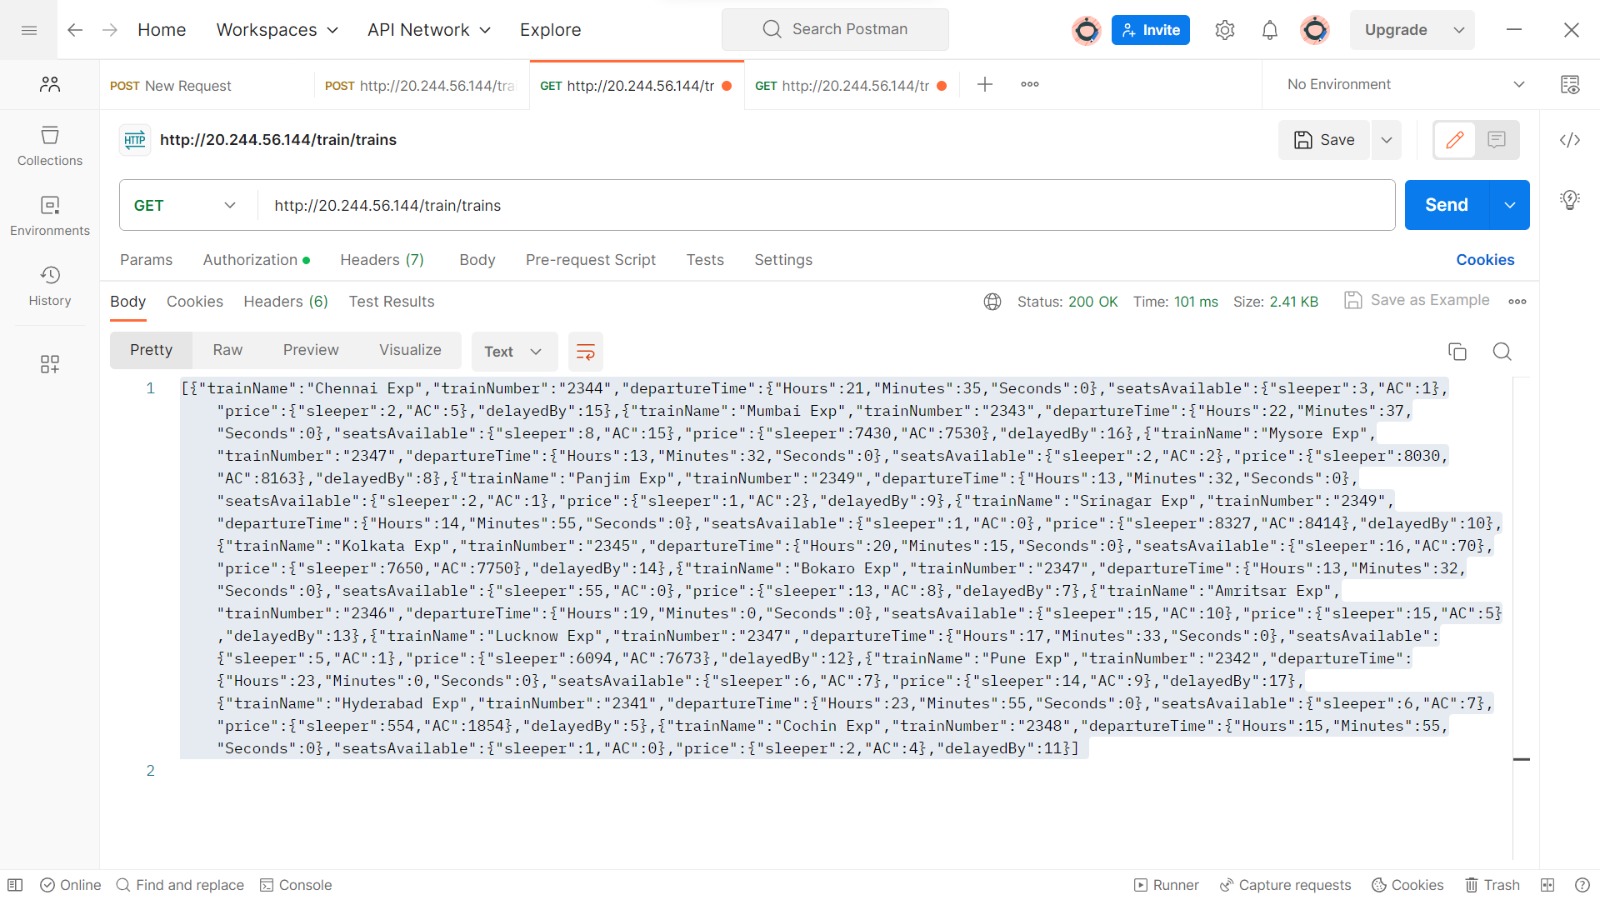 Home Workspaces API Network Explore Search Postman Invite Upgrade
POST New Request POST http://20.244.56.144/tra GET http://20.244.56.144/tr GET http://20.244.56.144/tr No Environment
HTTP http://20.244.56.144/train/trains Save
Collections
GET http://20.244.56.144/train/trains Send
Environments
Params Authorization Headers (7) Body Pre-request Script Tests Settings Cookies
History
Body Cookies Headers (6) Test Results Status: 200 OK Time: 101 ms Size: 2.41 KB Save as Example
Pretty Raw Preview Visualize Text
1 [{"trainName":"Chennai Exp","trainNumber":"2344","departureTime":{"Hours":21,"Minutes":35,"Seconds":0},"seatsAvailable":{"sleeper":3,"AC":1},
"price":{"sleeper":2,"AC":5},"delayedBy":15},{"trainName":"Mumbai Exp","trainNumber":"2343","departureTime":{"Hours":22,"Minutes":37,
"Seconds":0},"seatsAvailable":{"sleeper":8,"AC":15},"price":{"sleeper":7430,"AC":7530},"delayedBy":16},{"trainName":"Mysore Exp",
"trainNumber":"2347","departureTime":{"Hours":13,"Minutes":32,"Seconds":0},"seatsAvailable":{"sleeper":2,"AC":2},"price":{"sleeper":8030,
"AC":8163},"delayedBy":8},{"trainName":"Panjim Exp","trainNumber":"2349","departureTime":{"Hours":13,"Minutes":32,"Seconds":0},
"seatsAvailable":{"sleeper":2,"AC":1},"price":{"sleeper":1,"AC":2},"delayedBy":9},{"trainName":"Srinagar Exp","trainNumber":"2349",
"departureTime":{"Hours":14,"Minutes":55,"Seconds":0},"seatsAvailable":{"sleeper":1,"AC":0},"price":{"sleeper":8327,"AC":8414},"delayedBy":10},
{"trainName":"Kolkata Exp","trainNumber":"2345","departureTime":{"Hours":20,"Minutes":15,"Seconds":0},"seatsAvailable":{"sleeper":16,"AC":70},
"price":{"sleeper":7650,"AC":7750},"delayedBy":14},{"trainName":"Bokaro Exp","trainNumber":"2347","departureTime":{"Hours":13,"Minutes":32,
"Seconds":0},"seatsAvailable":{"sleeper":55,"AC":0},"price":{"sleeper":13,"AC":8},"delayedBy":7},{"trainName":"Amritsar Exp",
"trainNumber":"2346","departureTime":{"Hours":19,"Minutes":0,"Seconds":0},"seatsAvailable":{"sleeper":15,"AC":10},"price":{"sleeper":15,"AC":5}
,"delayedBy":13},{"trainName":"Lucknow Exp","trainNumber":"2347","departureTime":{"Hours":17,"Minutes":33,"Seconds":0},"seatsAvailable":
{"sleeper":5,"AC":1},"price":{"sleeper":6094,"AC":7673},"delayedBy":12},{"trainName":"Pune Exp","trainNumber":"2342","departureTime":
{"Hours":23,"Minutes":0,"Seconds":0},"seatsAvailable":{"sleeper":6,"AC":7},"price":{"sleeper":14,"AC":9},"delayedBy":17},
{"trainName":"Hyderabad Exp","trainNumber":"2341","departureTime":{"Hours":23,"Minutes":55,"Seconds":0},"seatsAvailable":{"sleeper":6,"AC":7},
"price":{"sleeper":554,"AC":1854},"delayedBy":5},{"trainName":"Cochin Exp","trainNumber":"2348","departureTime":{"Hours":15,"Minutes":55,
"Seconds":0},"seatsAvailable":{"sleeper":1,"AC":0},"price":{"sleeper":2,"AC":4},"delayedBy":11}]
2
Online Find and replace Console Runner Capture requests Cookies Trash